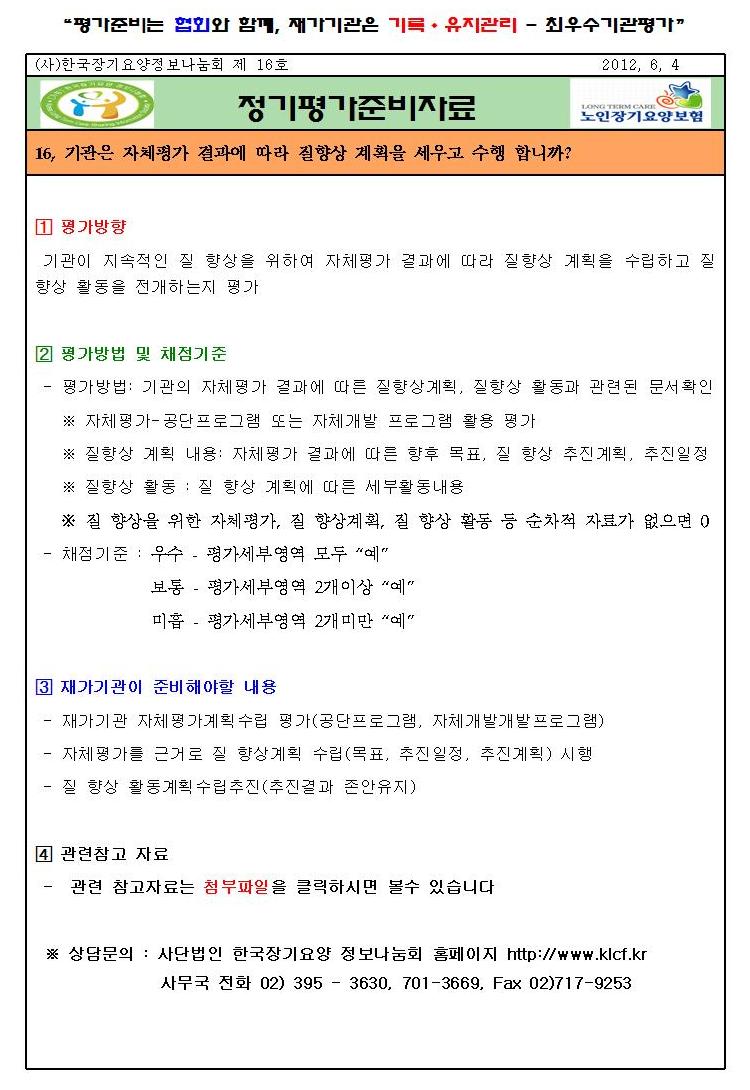 “평가준비는 협회와 함께, 재가기관은 기록·유지관리 - 최우수기관평가”
(사)한국장기요양정보나눔회 제 16호 2012, 6, 4
정기평가준비자료
LONG TERM CARE
노인장기요양보험
16, 기관은 자체평가 결과에 따라 질향상 계획을 세우고 수행 합니까?
1 평가방향
기관이 지속적인 질 향상을 위하여 자체평가 결과에 따라 질향상 계획을 수립하고 질
향상 활동을 전개하는지 평가
2 평가방법 및 채점기준
- 평가방법: 기관의 자체평가 결과에 따른 질향상계획, 질향상 활동과 관련된 문서확인
※ 자체평가-공단프로그램 또는 자체개발 프로그램 활용 평가
※ 질향상 계획 내용: 자체평가 결과에 따른 향후 목표, 질 향상 추진계획, 추진일정
※ 질향상 활동 : 질 향상 계획에 따른 세부활동내용
※ 질 향상을 위한 자체평가, 질 향상계획, 질 향상 활동 등 순차적 자료가 없으면 0
- 채점기준 : 우수 - 평가세부영역 모두 “예”
보통 - 평가세부영역 2개이상 “예”
미흡 - 평가세부영역 2개미만 “예”
3 재가기관이 준비해야할 내용
- 재가기관 자체평가계획수립 평가(공단프로그램, 자체개발개발프로그램)
- 자체평가를 근거로 질 향상계획 수립(목표, 추진일정, 추진계획) 시행
- 질 향상 활동계획수립추진(추진결과 존안유지)
4 관련참고 자료
- 관련 참고자료는 첨부파일을 클릭하시면 볼수 있습니다
※ 상담문의 : 사단법인 한국장기요양 정보나눔회 홈페이지 http://www.klcf.kr
사무국 전화 02) 395 - 3630, 701-3669, Fax 02)717-9253